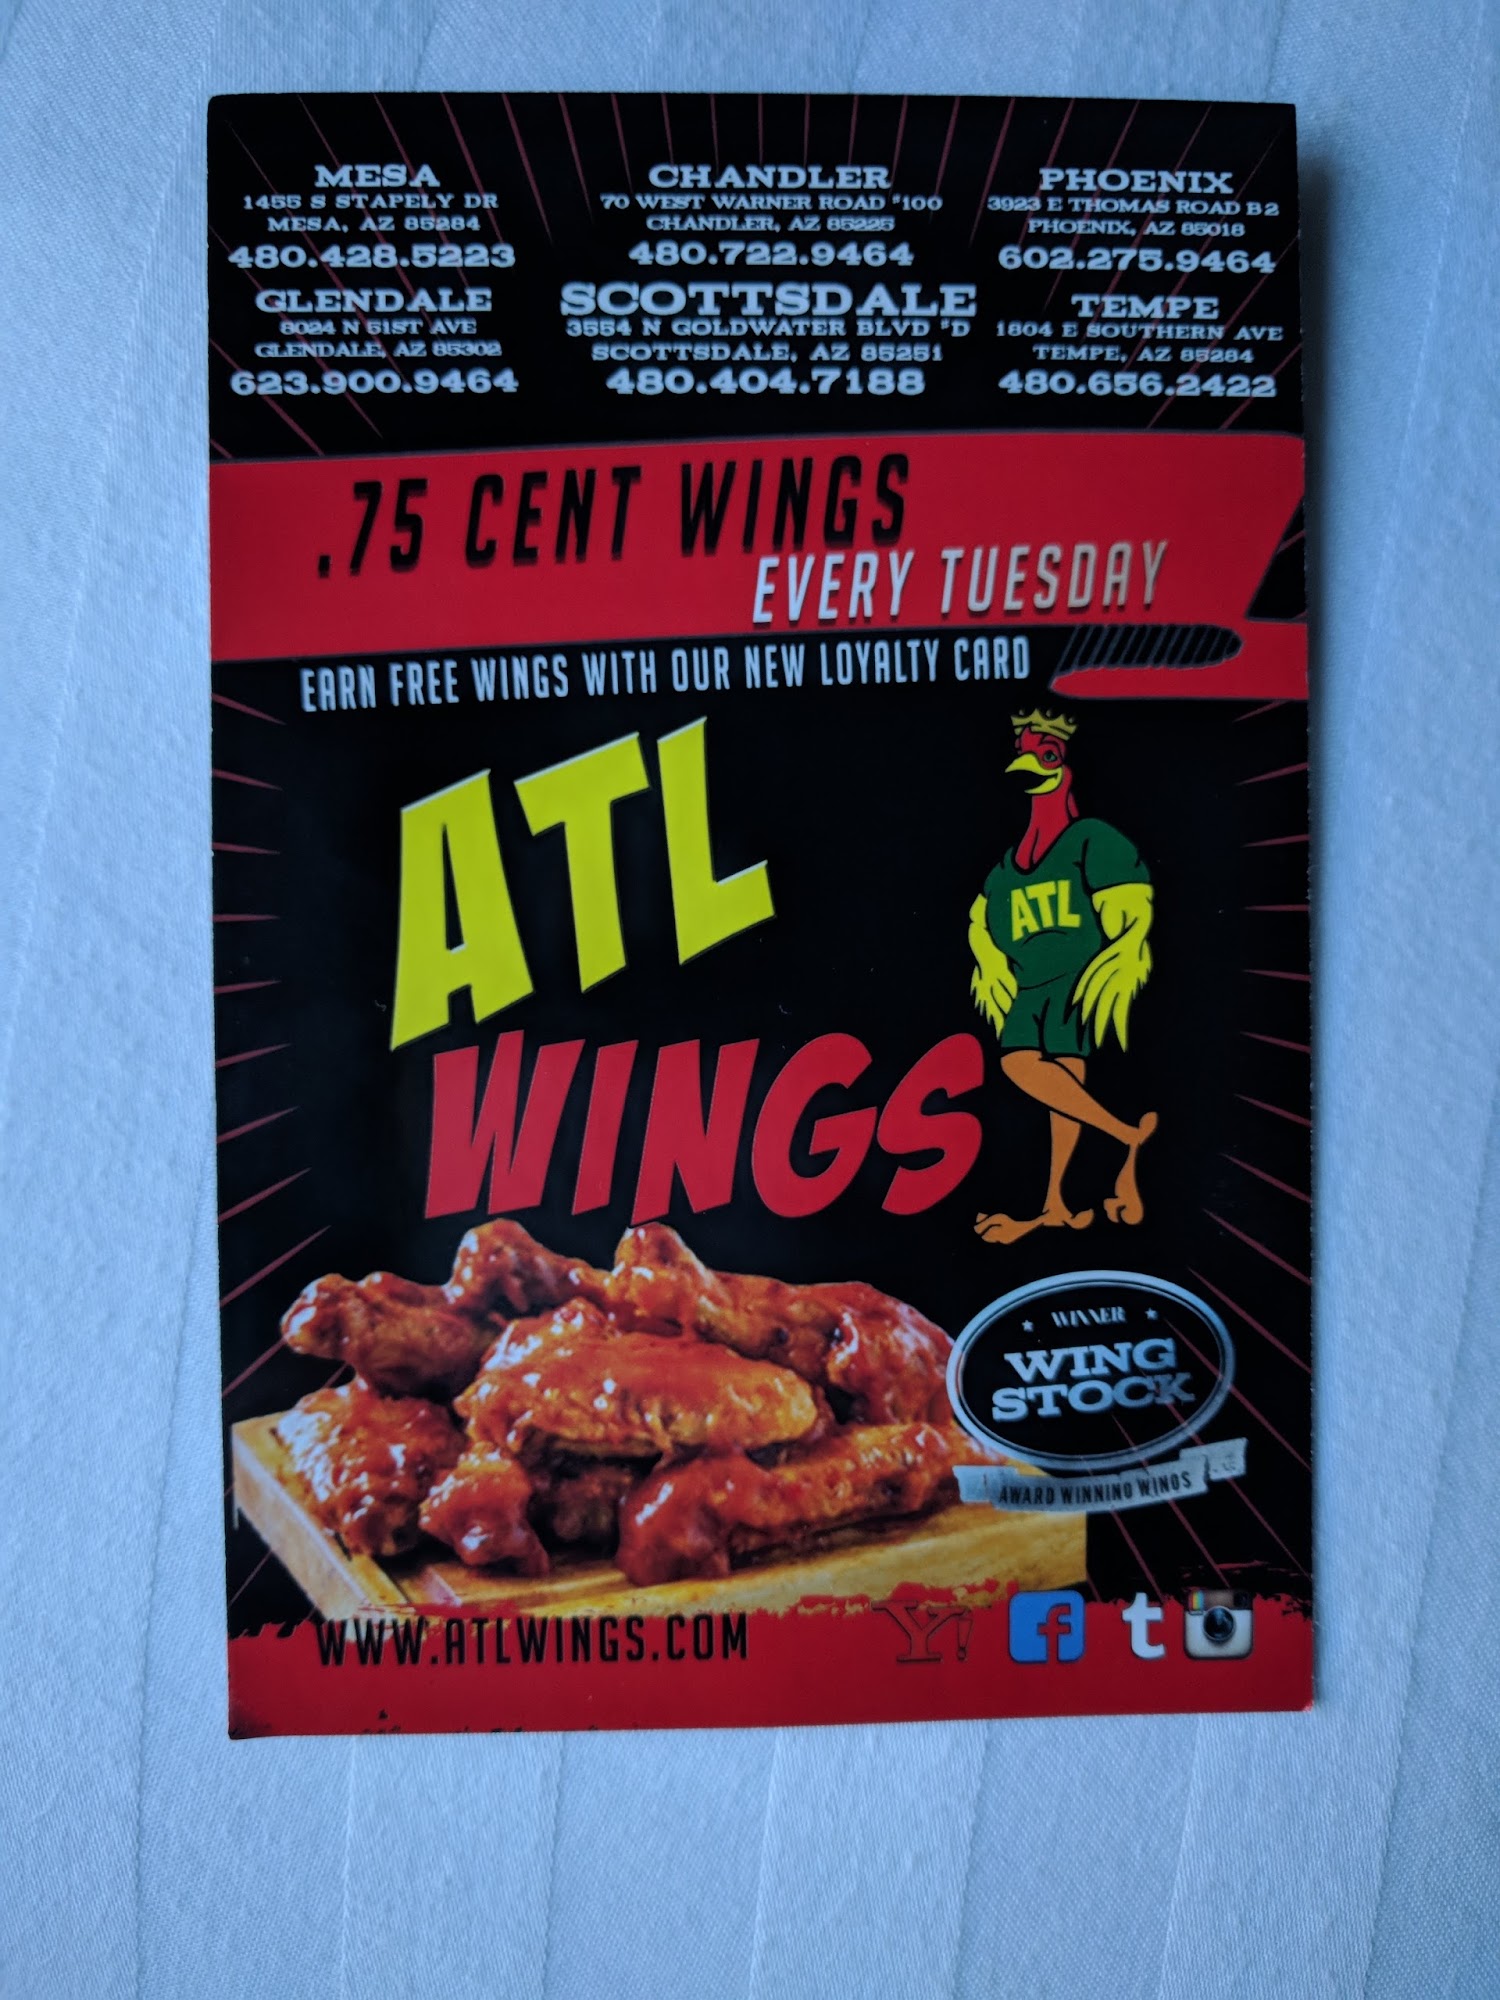 MESA
1455 S STAPELY DR
MESA, AZ 85284
480.428.5223
GLENDALE
8024 N 51ST AVE
GLENDALE, AZ 85302
623.900.9464
CHANDLER
70 WEST WARNER ROAD #100
CHANDLER, AZ 85225
480.722.9464
SCOTTSDALE
3554 N GOLDWATER BLVD #D
SCOTTSDALE, AZ 85251
480.404.7188
PHOENIX
3923 E THOMAS ROAD B2
PHOENIX, AZ 85018
602.275.9464
TEMPE
1804 E SOUTHERN AVE
TEMPE, AZ 85284
480.656.2422
.75 CENT WINGS
EVERY TUESDAY
EARN FREE WINGS WITH OUR NEW LOYALTY CARD
ATL
WINGS
ATL
WINNER
WING
STOCK
AWARD WINNING WINGS
WWW.ATLWINGS.COM
Y! f t